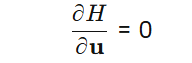 ∂H/∂𝐮 = 0